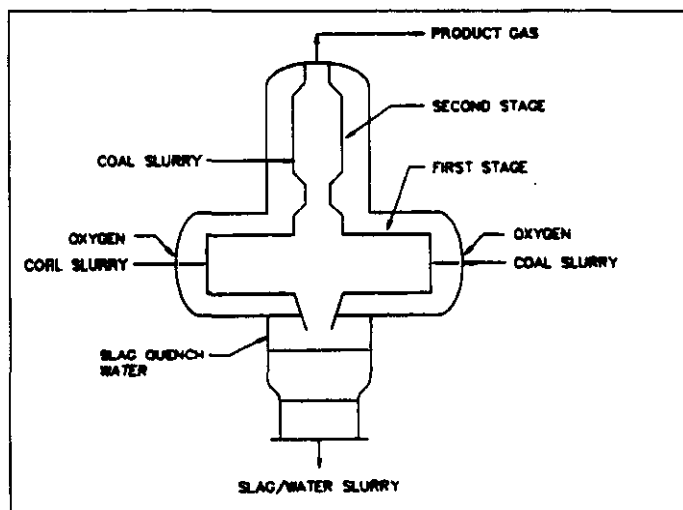 PRODUCT GAS
SECOND STAGE
COAL SLURRY
FIRST STAGE
OXYGEN
OXYGEN
COAL SLURRY
COAL SLURRY
SLAG QUENCH
WATER
SLAG/WATER SLURRY